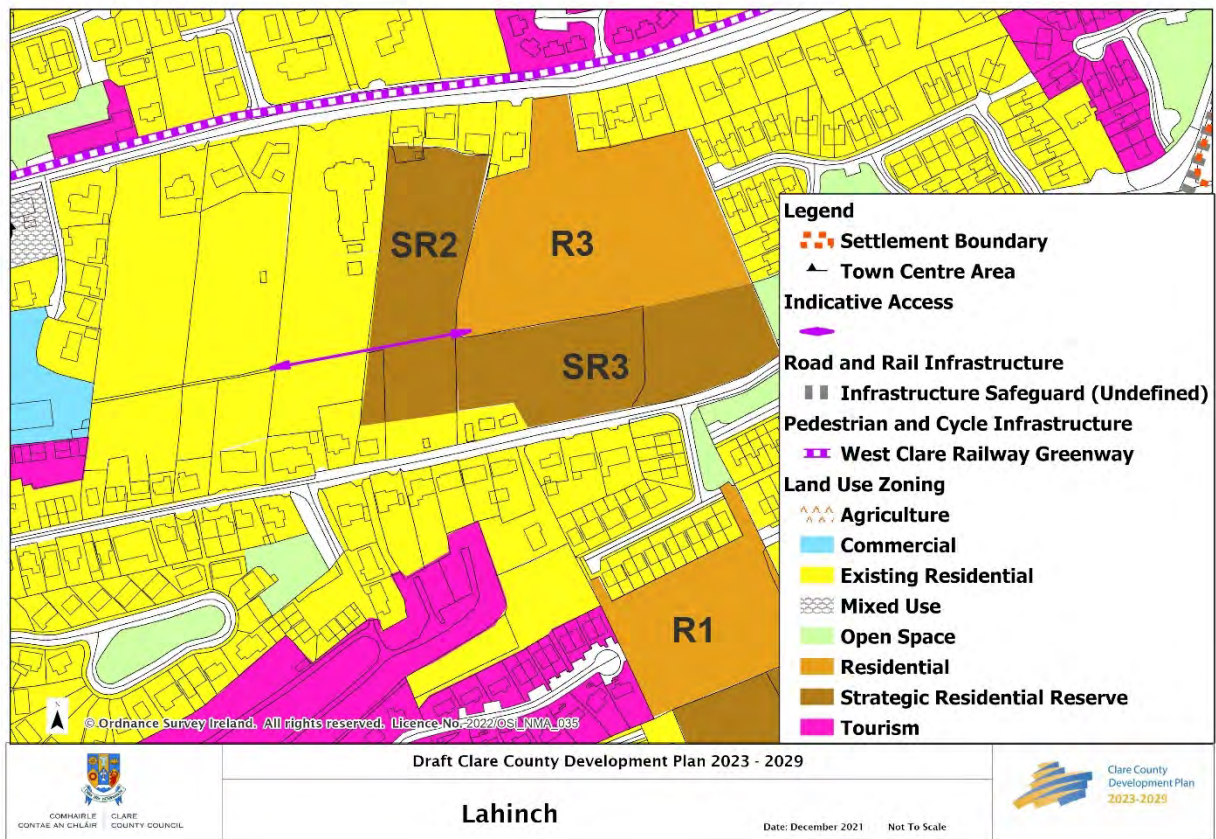 SR2
R3
SR3
R1
Legend
Settlement Boundary
Town Centre Area
Indicative Access
Road and Rail Infrastructure
Infrastructure Safeguard (Undefined)
Pedestrian and Cycle Infrastructure
West Clare Railway Greenway
Land Use Zoning
Agriculture
Commercial
Existing Residential
Mixed Use
Open Space
Residential
Strategic Residential Reserve
Tourism
© Ordnance Survey Ireland. All rights reserved. Licence No. 2022/OSi_NMA_035
COMHAIRLE CONTAE AN CHLÁIR
CLARE COUNTY COUNCIL
Draft Clare County Development Plan 2023 - 2029
Lahinch
Date: December 2021 Not To Scale
Clare County
Development Plan
2023-2029